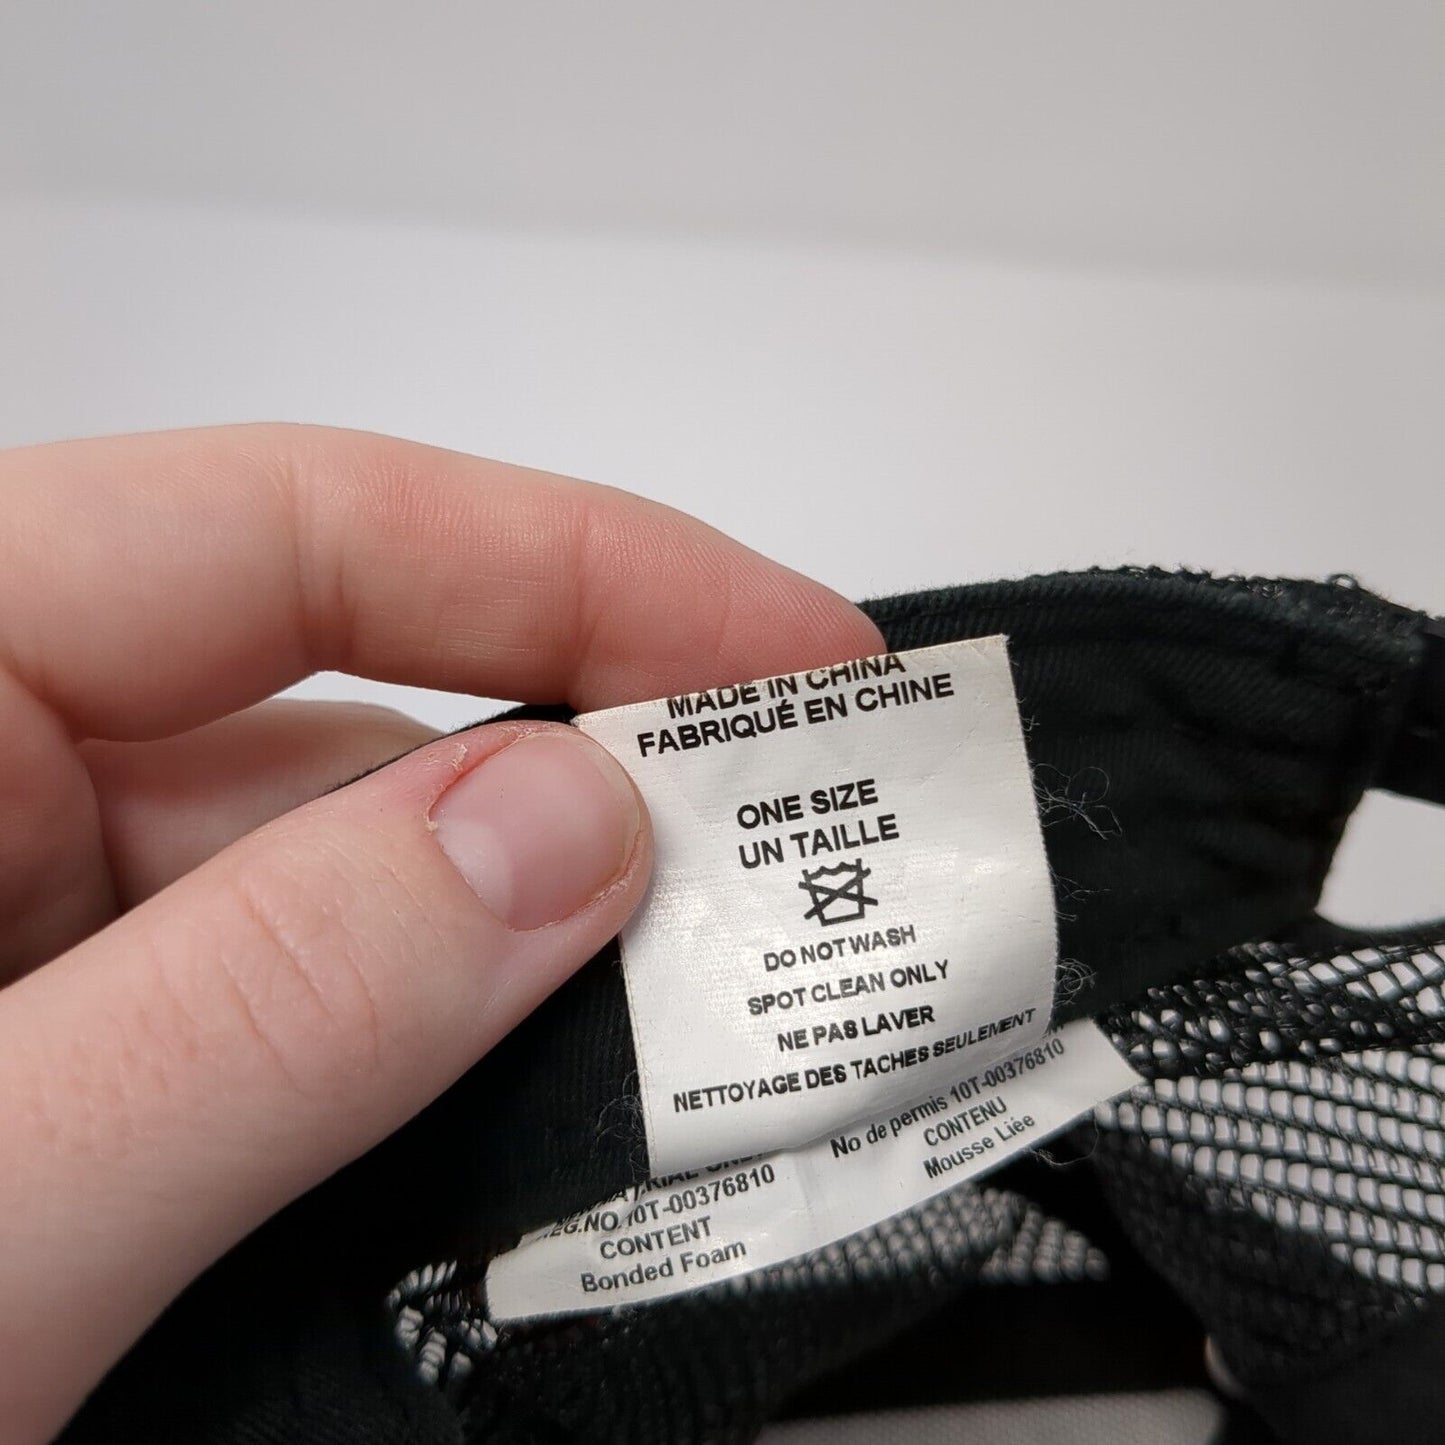 MADE IN CHINA
FABRIQUÉ EN CHINE
ONE SIZE
UN TAILLE
DO NOT WASH
SPOT CLEAN ONLY
NE PAS LAVER
NETTOYAGE DES TACHES SEULEMENT
10T-00376810
CONTENT
Bonded Foam
No de permis 10T-00376810
CONTENU
Mousse Liée